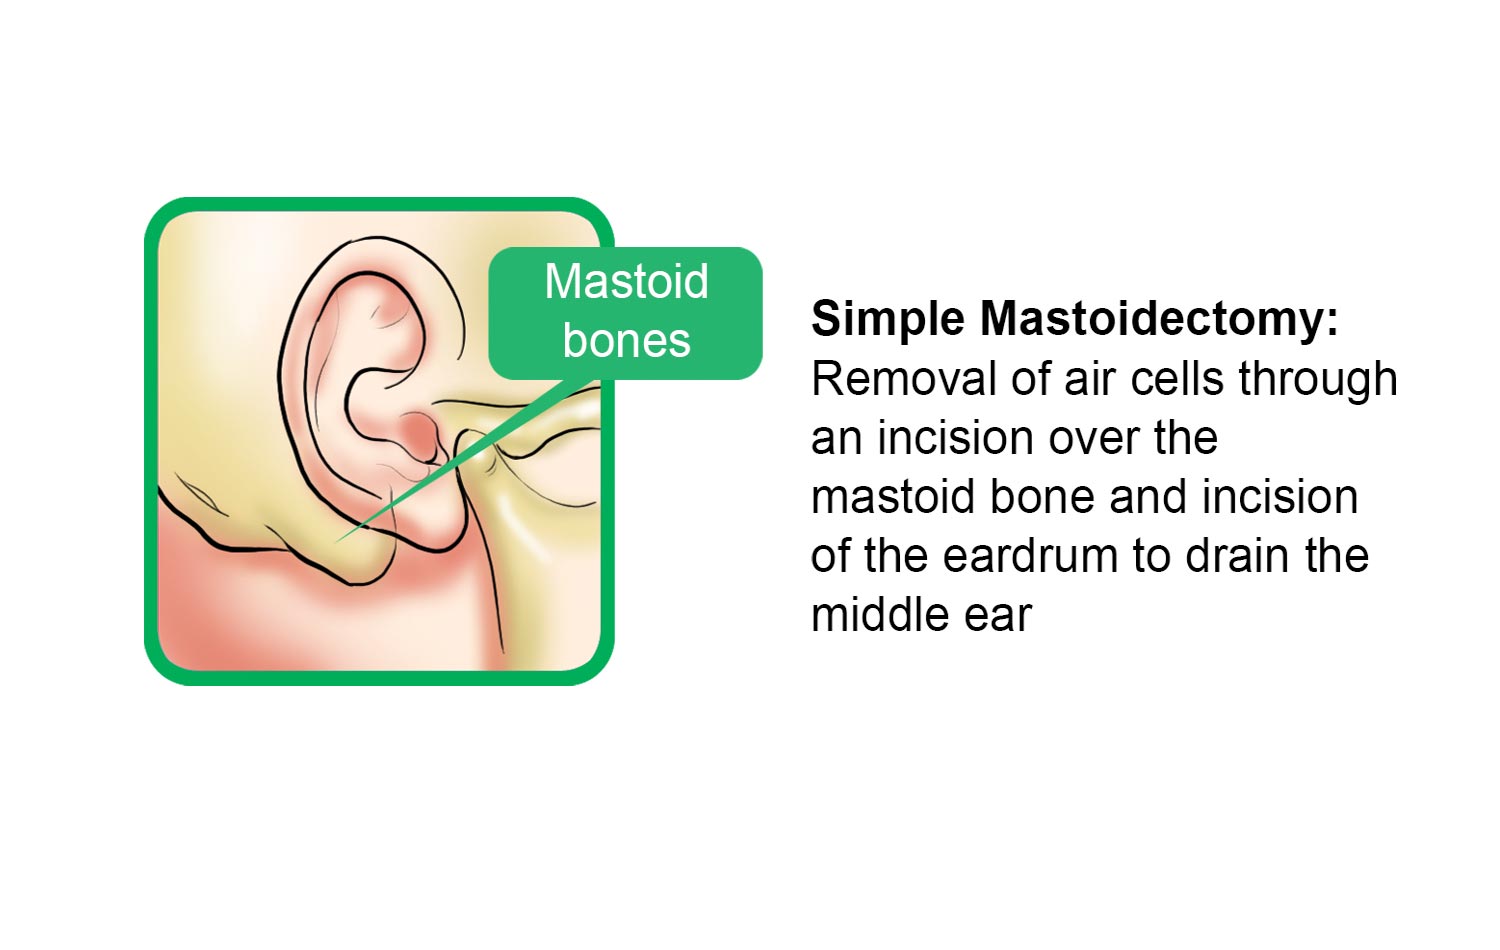 Mastoid
bones
Simple Mastoidectomy:
Removal of air cells through
an incision over the
mastoid bone and incision
of the eardrum to drain the
middle ear